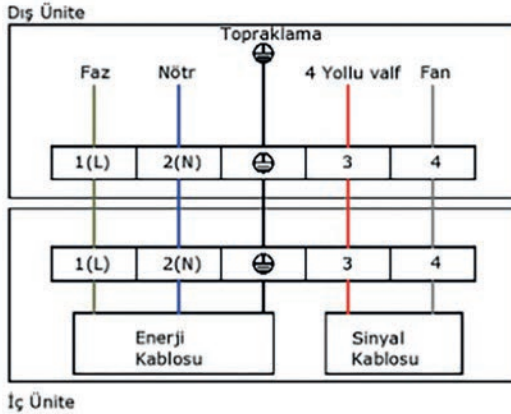 Dış Ünite
Topraklama
Faz Nötr 4 Yollu valf Fan
1(L) 2(N) 3 4
1(L) 2(N) 3 4
Enerji Kablosu Sinyal Kablosu
İç Ünite